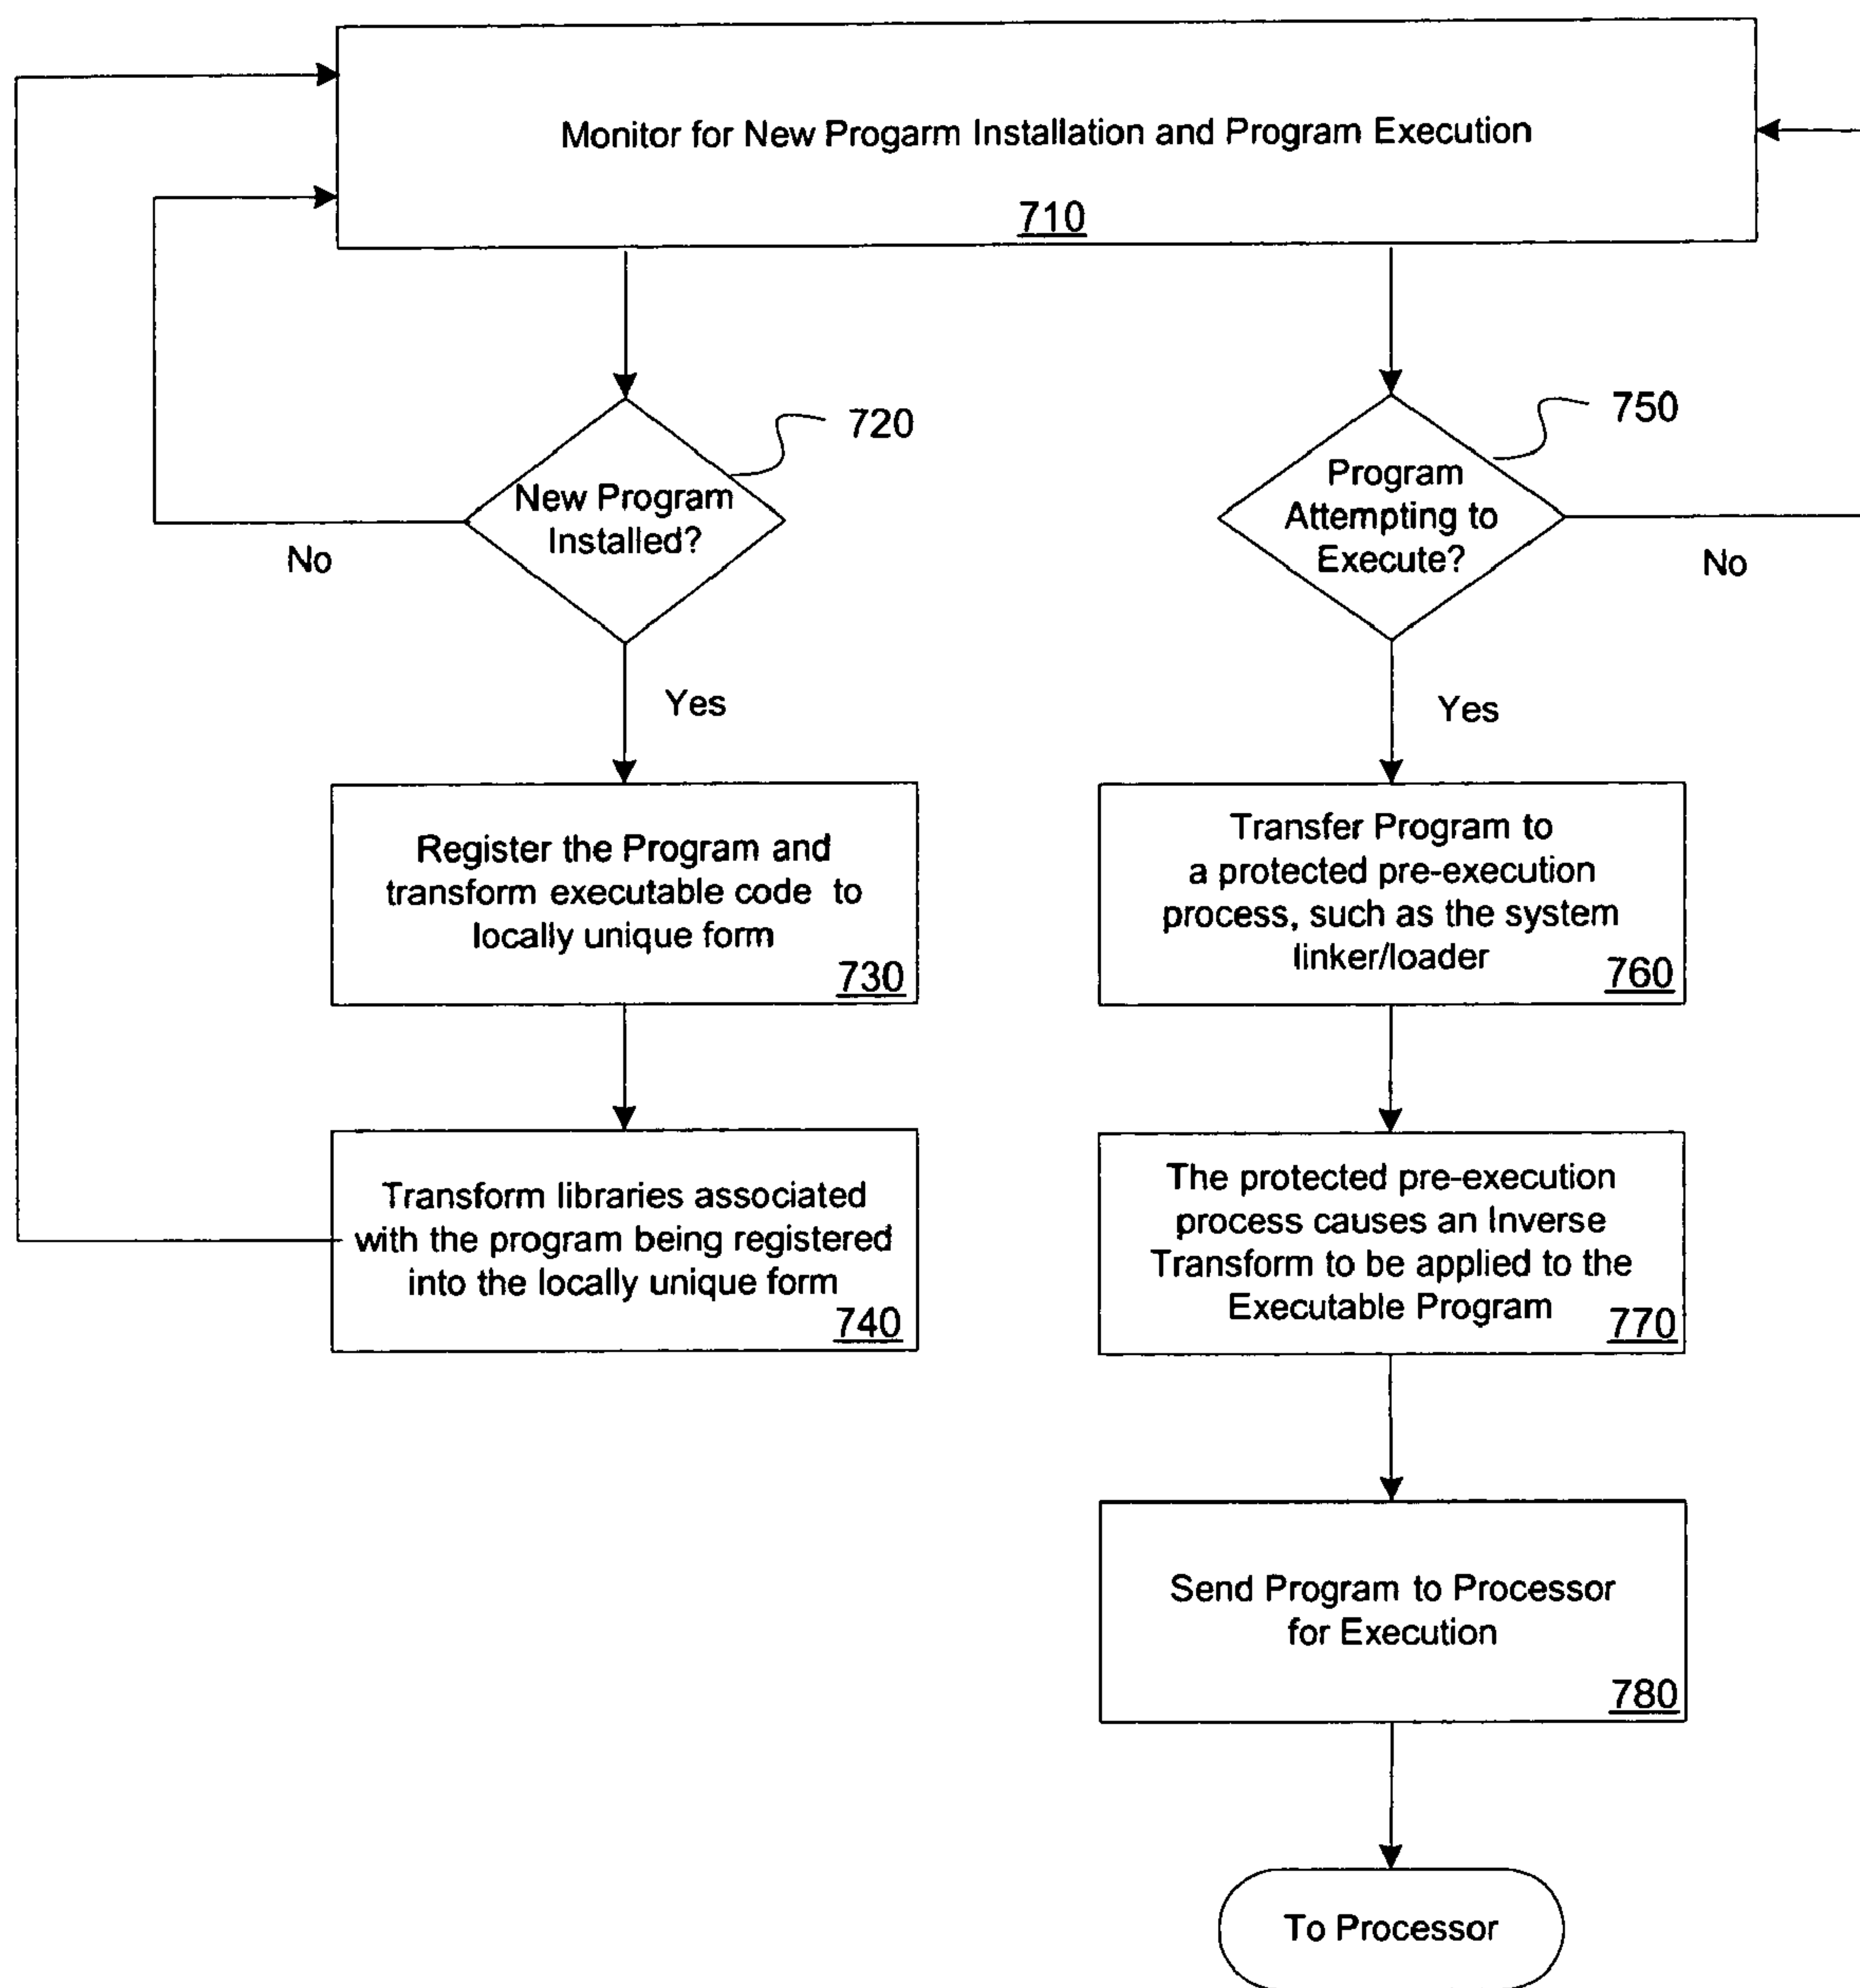 Monitor for New Progarm Installation and Program Execution
710
720
New Program
Installed?
No
Yes
Register the Program and
transform executable code to
locally unique form
730
Transform libraries associated
with the program being registered
into the locally unique form
740
750
Program
Attempting to
Execute?
No
Yes
Transfer Program to
a protected pre-execution
process, such as the system
linker/loader
760
The protected pre-execution
process causes an Inverse
Transform to be applied to the
Executable Program
770
Send Program to Processor
for Execution
780
To Processor